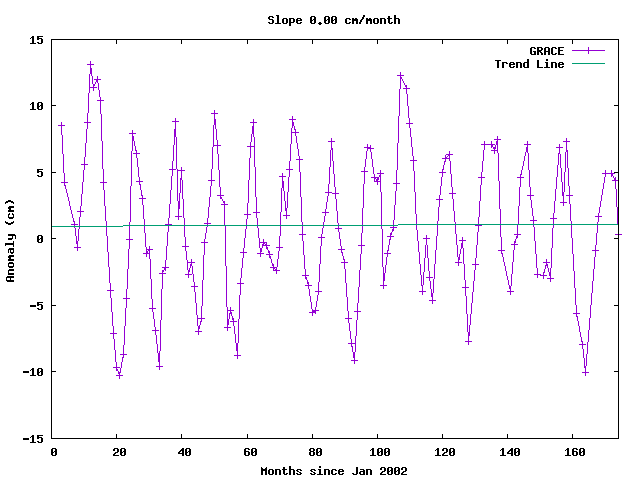 Slope 0.00 cm/month
GRACE
Trend Line
15
10
5
0
-5
-10
-15
Anomaly (cm)
0 20 40 60 80 100 120 140 160
Months since Jan 2002